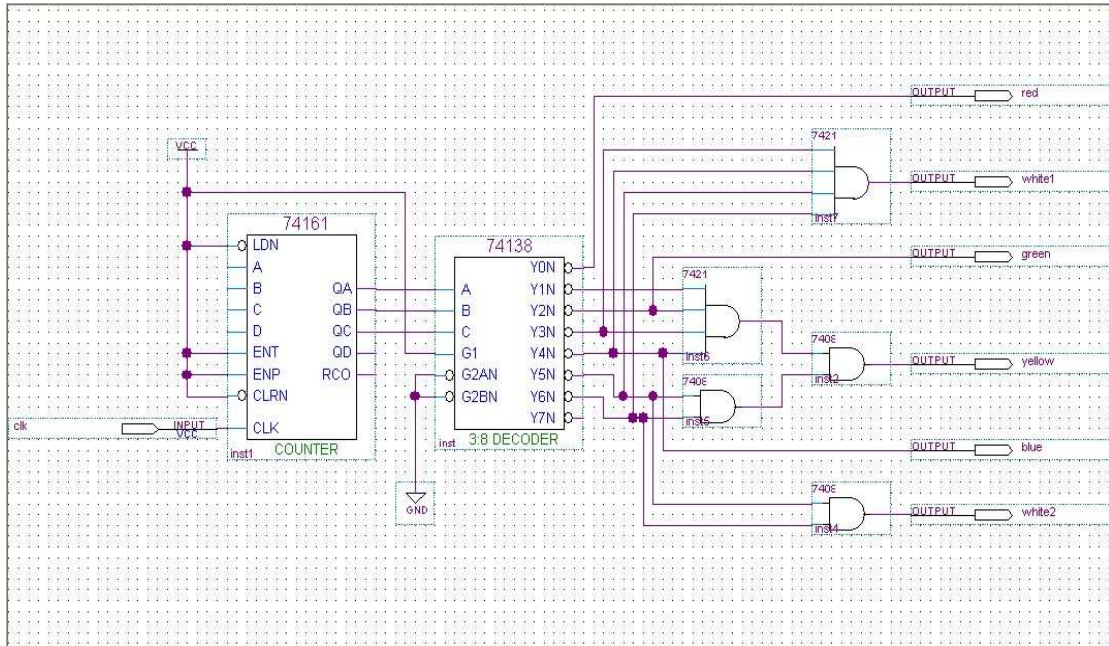 OUTPUT red
7421
VCC
OUTPUT white1
inst7
74161
74138
LDN
A
B QA
C QB
D QC
ENT QD
ENP RCO
CLRN
CLK
COUNTER
inst1
clk
INPUT
VCC
Y0N
A Y1N
B Y2N
C Y3N
G1 Y4N
G2AN Y5N
G2BN Y6N
Y7N
inst
3:8 DECODER
GND
OUTPUT green
7421
inst6
7408
inst2
OUTPUT yellow
7408
inst5
OUTPUT blue
7408
inst4
OUTPUT white2